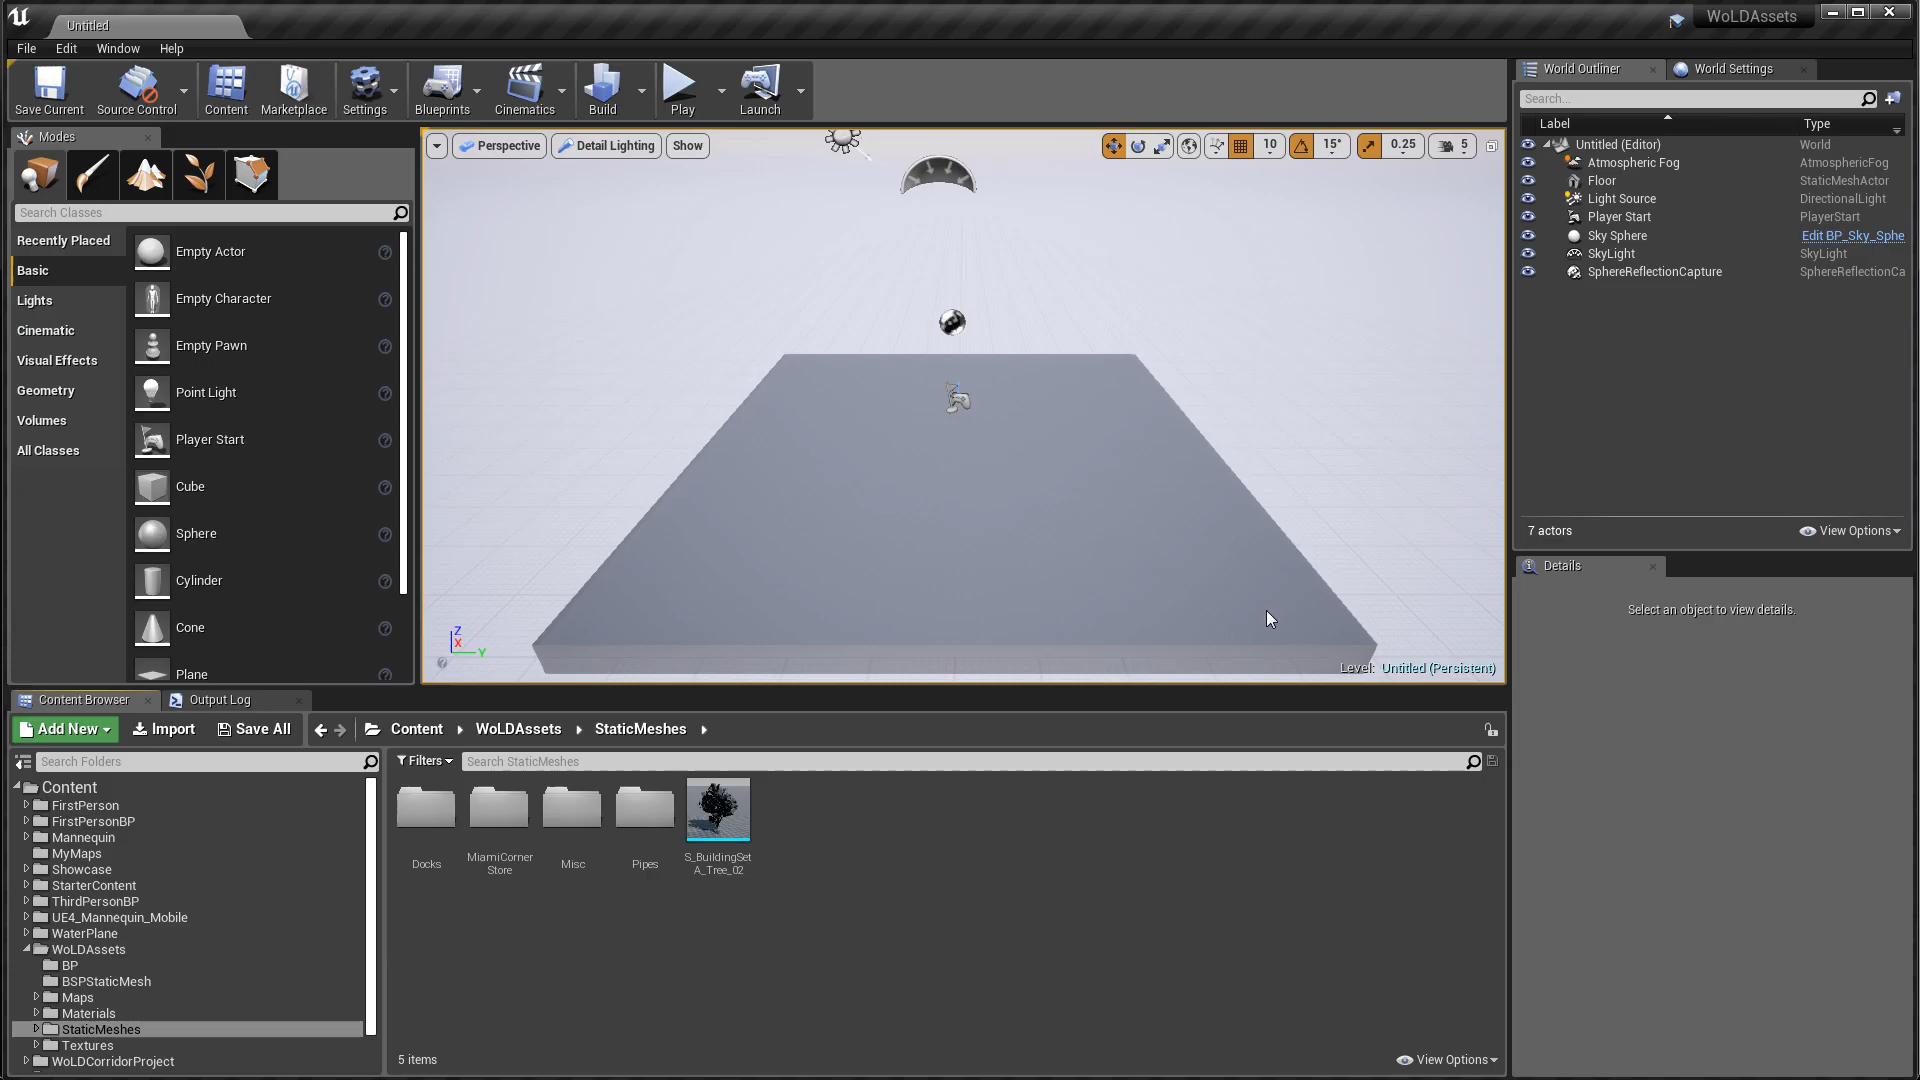 Untitled
WoLDAssets
File Edit Window Help
Save Current
Source Control
Content
Marketplace
Settings
Blueprints
Cinematics
Build
Play
Launch
Modes
Search Classes
Recently Placed
Basic
Lights
Cinematic
Visual Effects
Geometry
Volumes
All Classes
Empty Actor
Empty Character
Empty Pawn
Point Light
Player Start
Cube
Sphere
Cylinder
Cone
Plane
Perspective
Detail Lighting
Show
10
15°
0.25
5
Z
X
Y
Level: Untitled (Persistent)
World Outliner
World Settings
Search...
Label Type
Untitled (Editor) World
Atmospheric Fog AtmosphericFog
Floor StaticMeshActor
Light Source DirectionalLight
Player Start PlayerStart
Sky Sphere Edit BP_Sky_Sphe
SkyLight SkyLight
SphereReflectionCapture SphereReflectionCa
7 actors
View Options
Details
Select an object to view details.
Content Browser
Output Log
Add New
Import
Save All
Content
WoLDAssets
StaticMeshes
Search Folders
Content
FirstPerson
FirstPersonBP
Mannequin
MyMaps
Showcase
StarterContent
ThirdPersonBP
UE4_Mannequin_Mobile
WaterPlane
WoLDAssets
BP
BSPStaticMesh
Maps
Materials
StaticMeshes
Textures
WoLDCorridorProject
Filters
Search StaticMeshes
Docks
MiamiCorner
Store
Misc
Pipes
S_BuildingSet
A_Tree_02
5 items
View Options